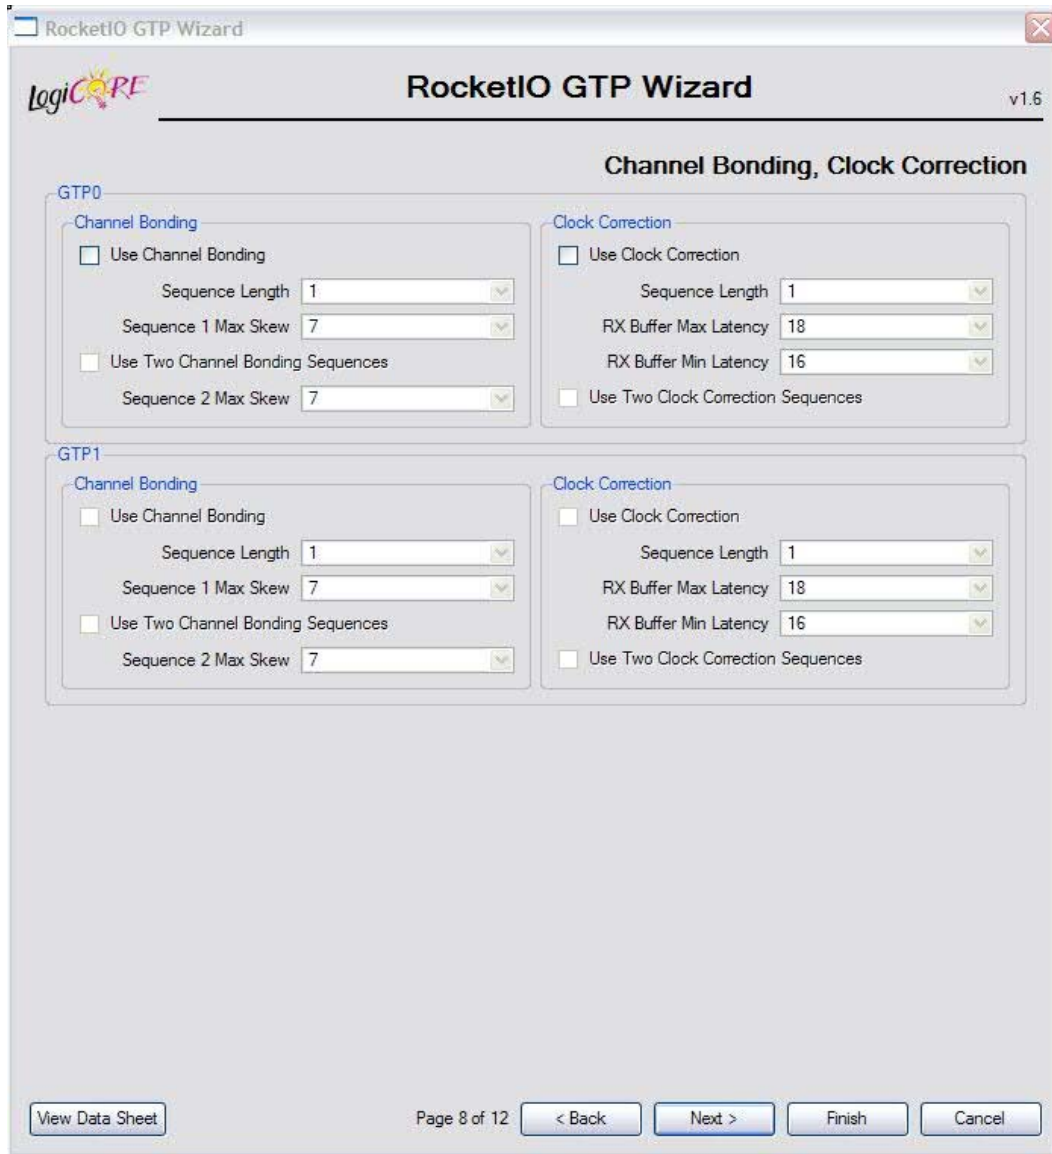 RocketIO GTP Wizard
LogiCORE
RocketIO GTP Wizard
v1.6
Channel Bonding, Clock Correction
GTP0
Channel Bonding
Use Channel Bonding
Sequence Length 1
Sequence 1 Max Skew 7
Use Two Channel Bonding Sequences
Sequence 2 Max Skew 7
Clock Correction
Use Clock Correction
Sequence Length 1
RX Buffer Max Latency 18
RX Buffer Min Latency 16
Use Two Clock Correction Sequences
GTP1
Channel Bonding
Use Channel Bonding
Sequence Length 1
Sequence 1 Max Skew 7
Use Two Channel Bonding Sequences
Sequence 2 Max Skew 7
Clock Correction
Use Clock Correction
Sequence Length 1
RX Buffer Max Latency 18
RX Buffer Min Latency 16
Use Two Clock Correction Sequences
View Data Sheet
Page 8 of 12
< Back
Next >
Finish
Cancel